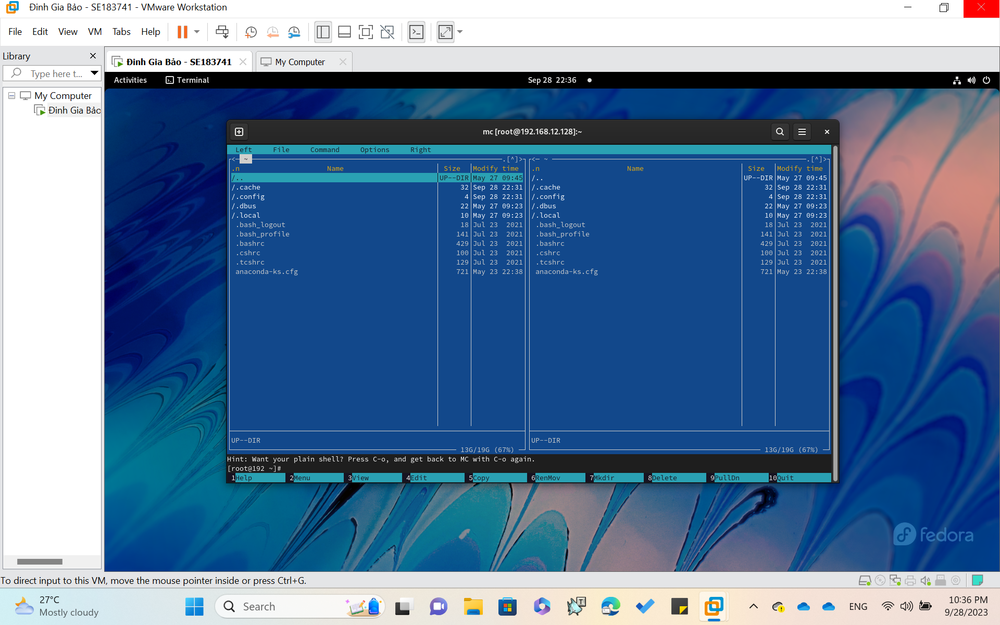 Đinh Gia Bảo - SE183741 - VMware Workstation
File Edit View VM Tabs Help
Library
Type here t...
My Computer
Đinh Gia Bảo
Đinh Gia Bảo - SE183741
My Computer
Activities Terminal Sep 28 22:36
mc [root@192.168.12.128]:~
Left File Command Options Right
<─ ~ .[^]> <─ ~ .[^]>
.n Name Size Modify time .n Name Size Modify time
/.. UP--DIR May 27 09:45 /.. UP--DIR May 27 09:45
/.cache 32 Sep 28 22:31 /.cache 32 Sep 28 22:31
/.config 4 Sep 28 22:31 /.config 4 Sep 28 22:31
/.dbus 22 May 27 09:23 /.dbus 22 May 27 09:23
/.local 10 May 27 09:23 /.local 10 May 27 09:23
.bash_logout 18 Jul 23 2021 .bash_logout 18 Jul 23 2021
.bash_profile 141 Jul 23 2021 .bash_profile 141 Jul 23 2021
.bashrc 429 Jul 23 2021 .bashrc 429 Jul 23 2021
.cshrc 100 Jul 23 2021 .cshrc 100 Jul 23 2021
.tcshrc 129 Jul 23 2021 .tcshrc 129 Jul 23 2021
anaconda-ks.cfg 721 May 23 22:38 anaconda-ks.cfg 721 May 23 22:38
UP--DIR UP--DIR
13G/19G (67%) 13G/19G (67%)
Hint: Want your plain shell? Press C-o, and get back to MC with C-o again.
[root@192 ~]#
1Help 2Menu 3View 4Edit 5Copy 6RenMov 7Mkdir 8Delete 9PullDn 10Quit
fedora
To direct input to this VM, move the mouse pointer inside or press Ctrl+G.
27°C
Mostly cloudy
Search
T
ENG
10:36 PM
9/28/2023